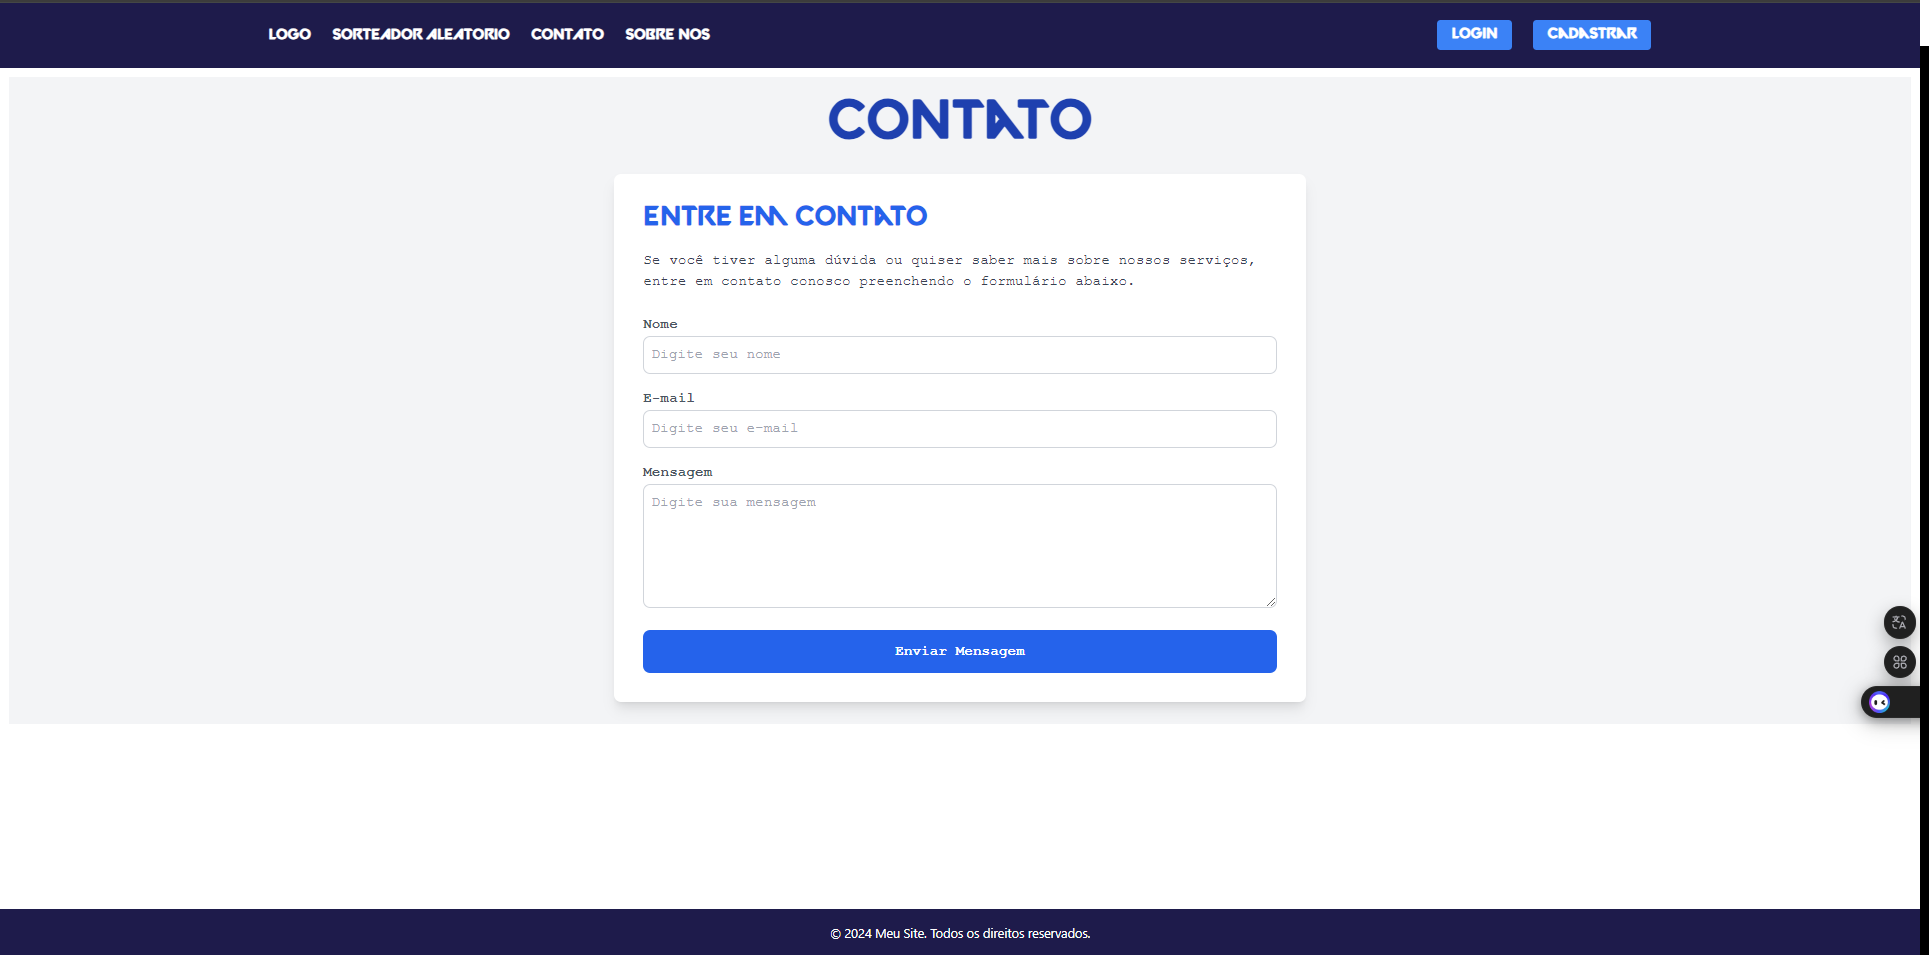 LOGO SORTEADOR ALEATORIO CONTATO SOBRE NOS LOGIN CADASTRAR
CONTATO
ENTRE EM CONTATO
Se você tiver alguma dúvida ou quiser saber mais sobre nossos serviços,
entre em contato conosco preenchendo o formulário abaixo.
Nome
Digite seu nome
E-mail
Digite seu e-mail
Mensagem
Digite sua mensagem
Enviar Mensagem
© 2024 Meu Site. Todos os direitos reservados.